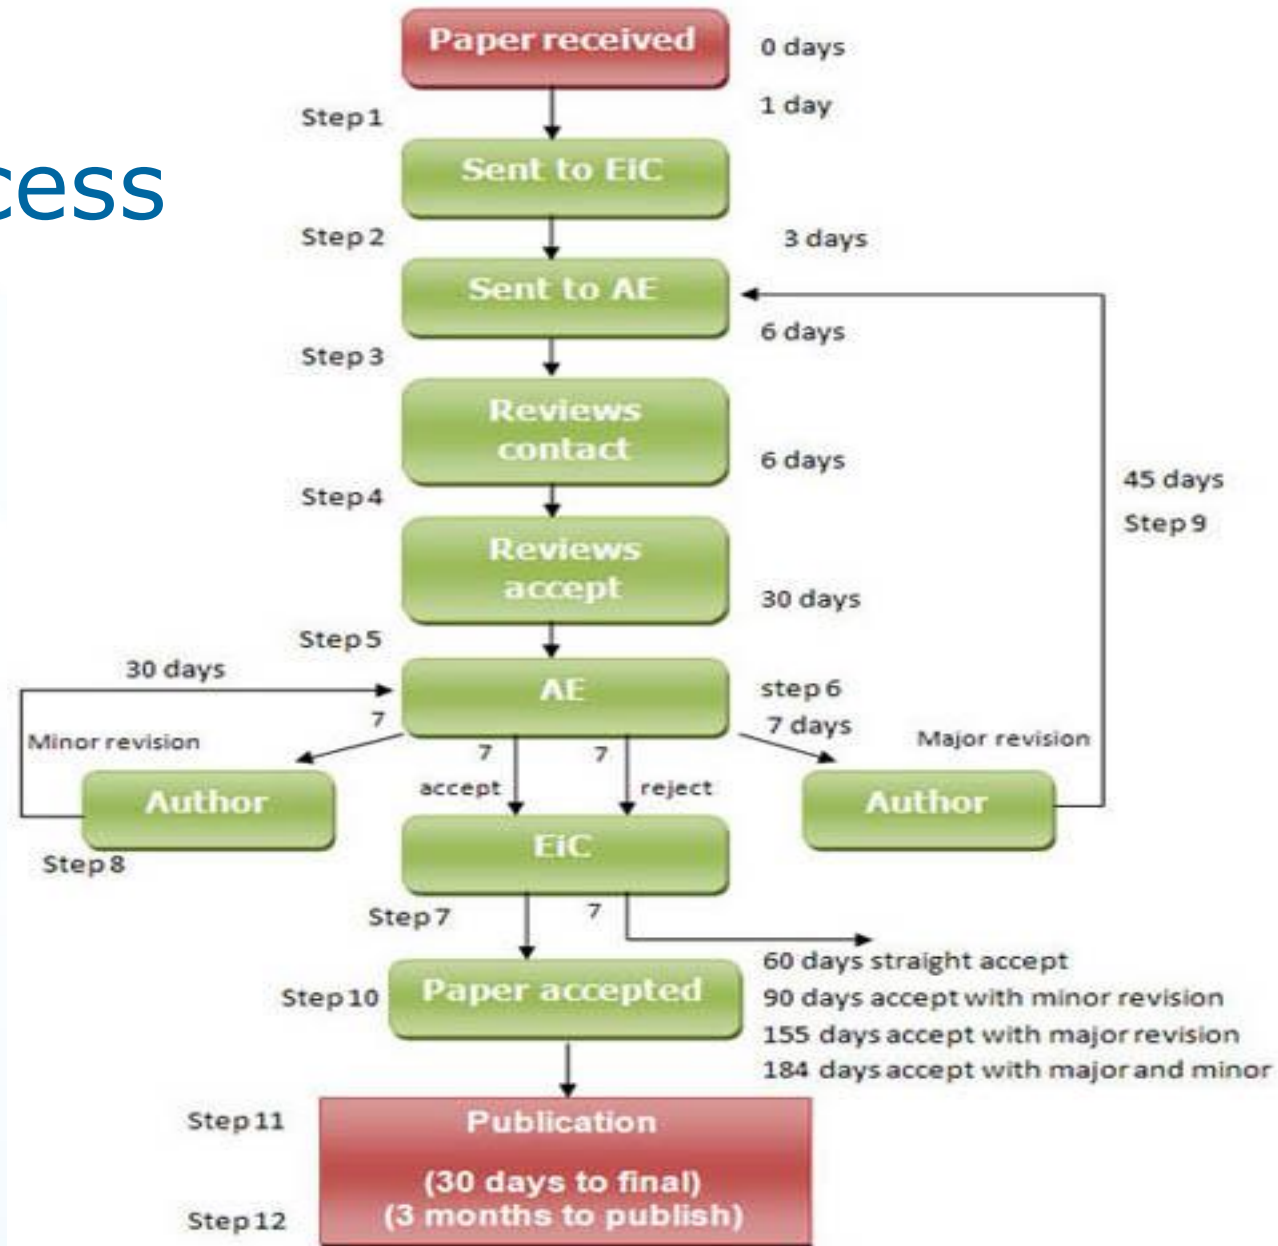 Paper received
0 days
Step 1
1 day
cess
Sent to EiC
Step 2
3 days
Sent to AE
6 days
Step 3
Reviews
contact
6 days
45 days
Step 4
Step 9
Reviews
accept
30 days
Step 5
30 days
AE
step 6
7
7 days
Minor revision
7
7
Major revision
accept
reject
Author
Author
EiC
Step 8
Step 7
7
60 days straight accept
Step 10
Paper accepted
90 days accept with minor revision
155 days accept with major revision
184 days accept with major and minor
Step 11
Publication
(30 days to final)
(3 months to publish)
Step 12